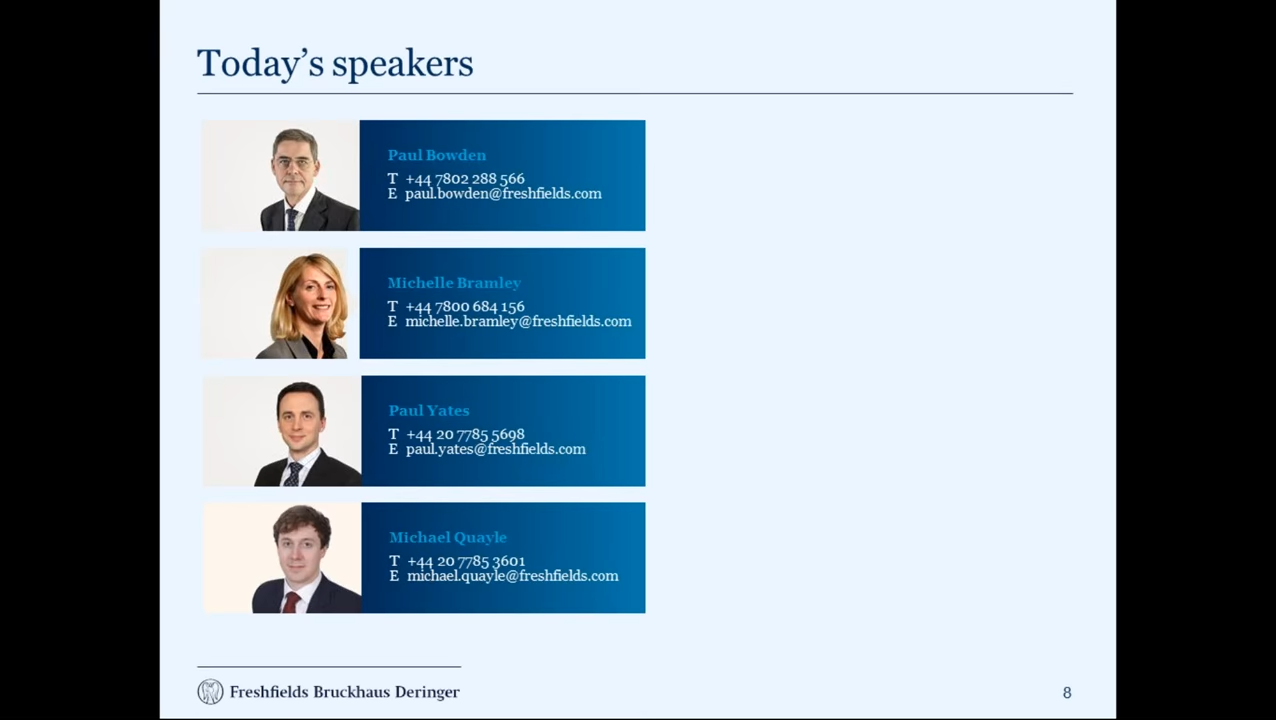 Today's speakers
Paul Bowden
T +44 7802 288 566
E paul.bowden@freshfields.com
Michelle Bramley
T +44 7800 684 156
E michelle.bramley@freshfields.com
Paul Yates
T +44 20 7785 5698
E paul.yates@freshfields.com
Michael Quayle
T +44 20 7785 3601
E michael.quayle@freshfields.com
Freshfields Bruckhaus Deringer
8